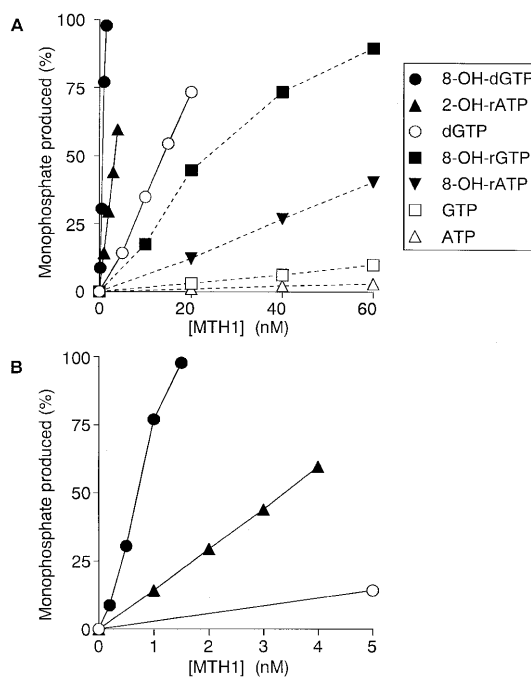 A
Monophosphate produced (%)
100
75
50
25
0
0 20 40 60
[MTH1] (nM)
8-OH-dGTP
2-OH-rATP
dGTP
8-OH-rGTP
8-OH-rATP
GTP
ATP
B
Monophosphate produced (%)
100
75
50
25
0
0 1 2 3 4 5
[MTH1] (nM)